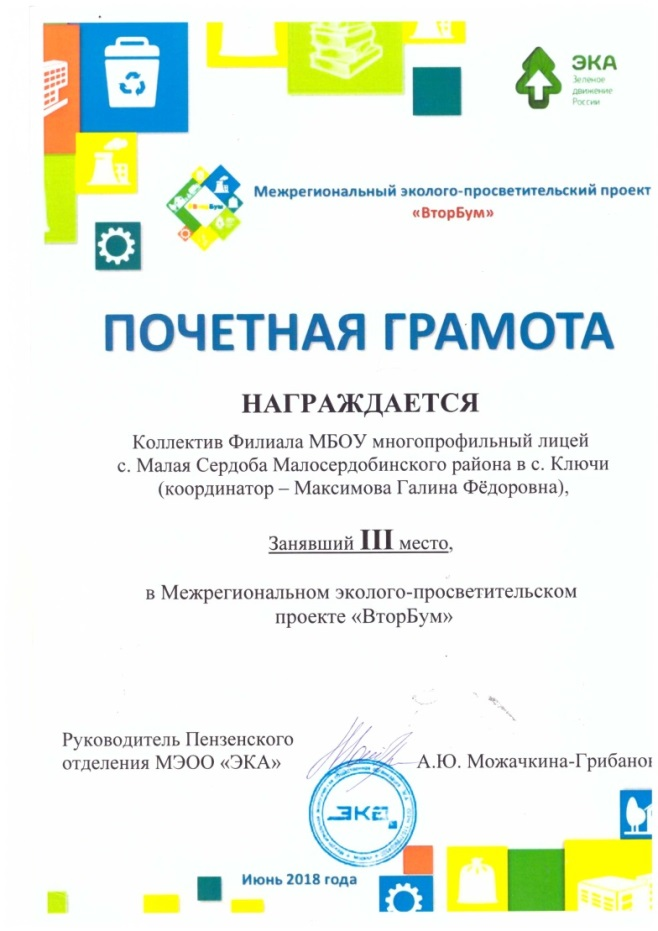 ЭКА
Зеленое
движение
России
Межрегиональный эколого-просветительский проект
«ВторБум»
ВторБум
ПОЧЕТНАЯ ГРАМОТА
НАГРАЖДАЕТСЯ
Коллектив Филиала МБОУ многопрофильный лицей
с. Малая Сердоба Малосердобинского района в с. Ключи
(координатор – Максимова Галина Фёдоровна),
Занявший III место,
в Межрегиональном эколого-просветительском
проекте «ВторБум»
Руководитель Пензенского
отделения МЭОО «ЭКА»
А.Ю. Можачкина-Грибанов
ЭКА
Июнь 2018 года